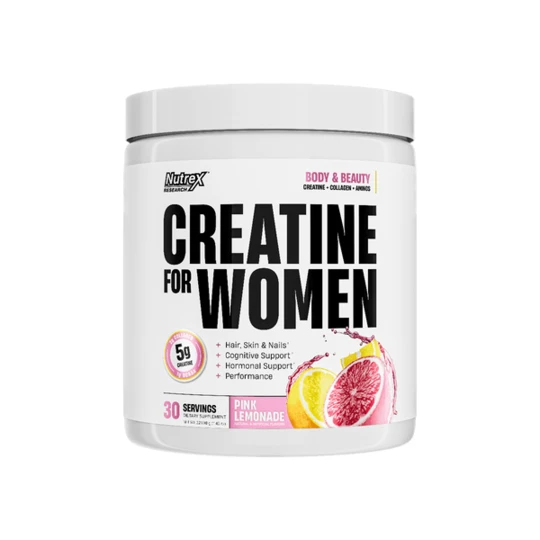 Nutrex
RESEARCH
BODY & BEAUTY
CREATINE + COLLAGEN + AMINOS
CREATINE
FOR WOMEN
5g
CREATINE
+ Hair, Skin & Nails*
+ Cognitive Support*
+ Hormonal Support*
+ Performance
30 SERVINGS
DIETARY SUPPLEMENT
PINK
LEMONADE